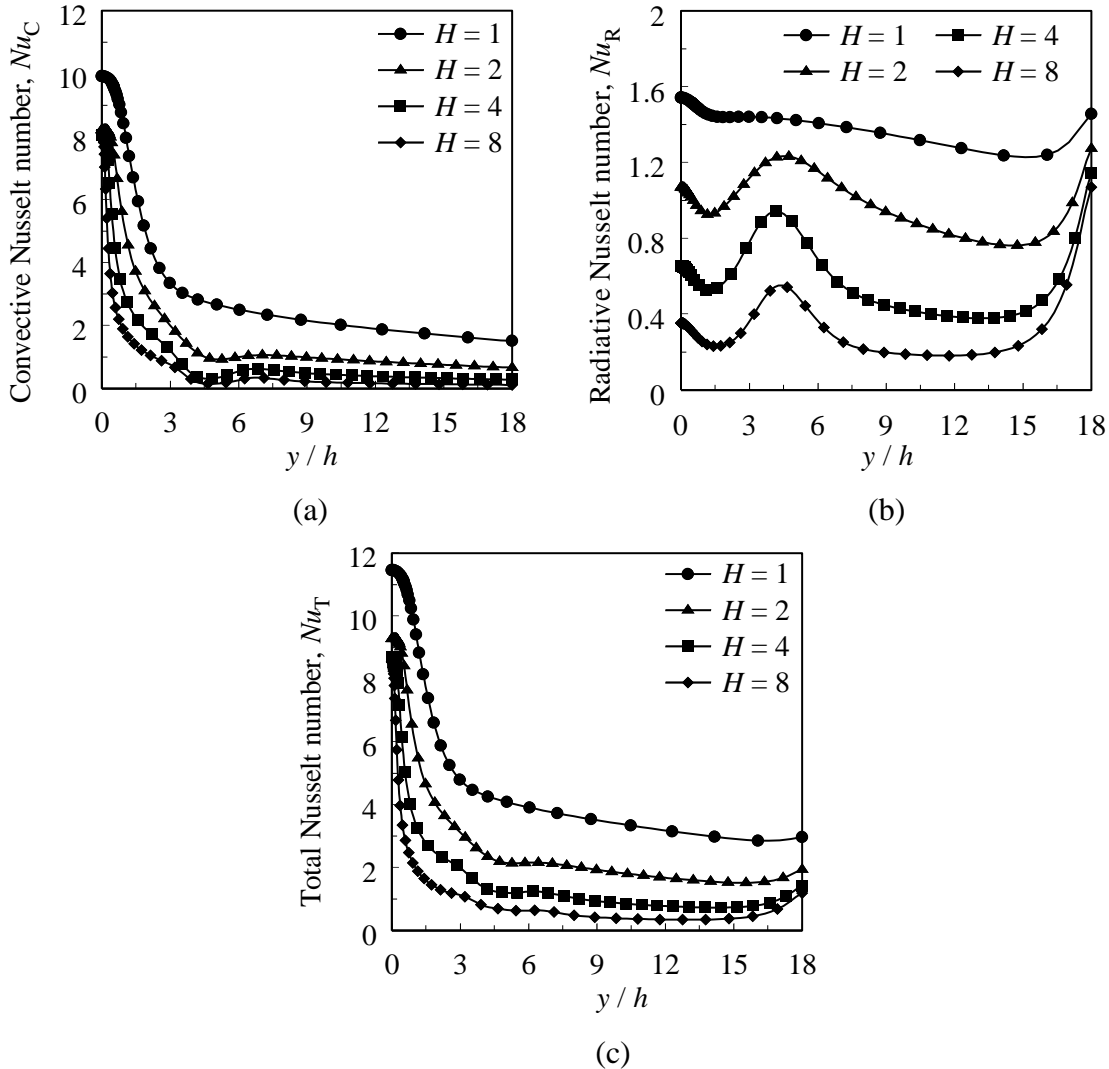 Convective Nusselt number, Nu_C
12
10
8
6
4
2
0
H = 1
H = 2
H = 4
H = 8
0 3 6 9 12 15 18
y / h
(a)
Radiative Nusselt number, Nu_R
2
1.6
1.2
0.8
0.4
0
H = 1 H = 4
H = 2 H = 8
0 3 6 9 12 15 18
y / h
(b)
Total Nusselt number, Nu_T
12
10
8
6
4
2
0
H = 1
H = 2
H = 4
H = 8
0 3 6 9 12 15 18
y / h
(c)